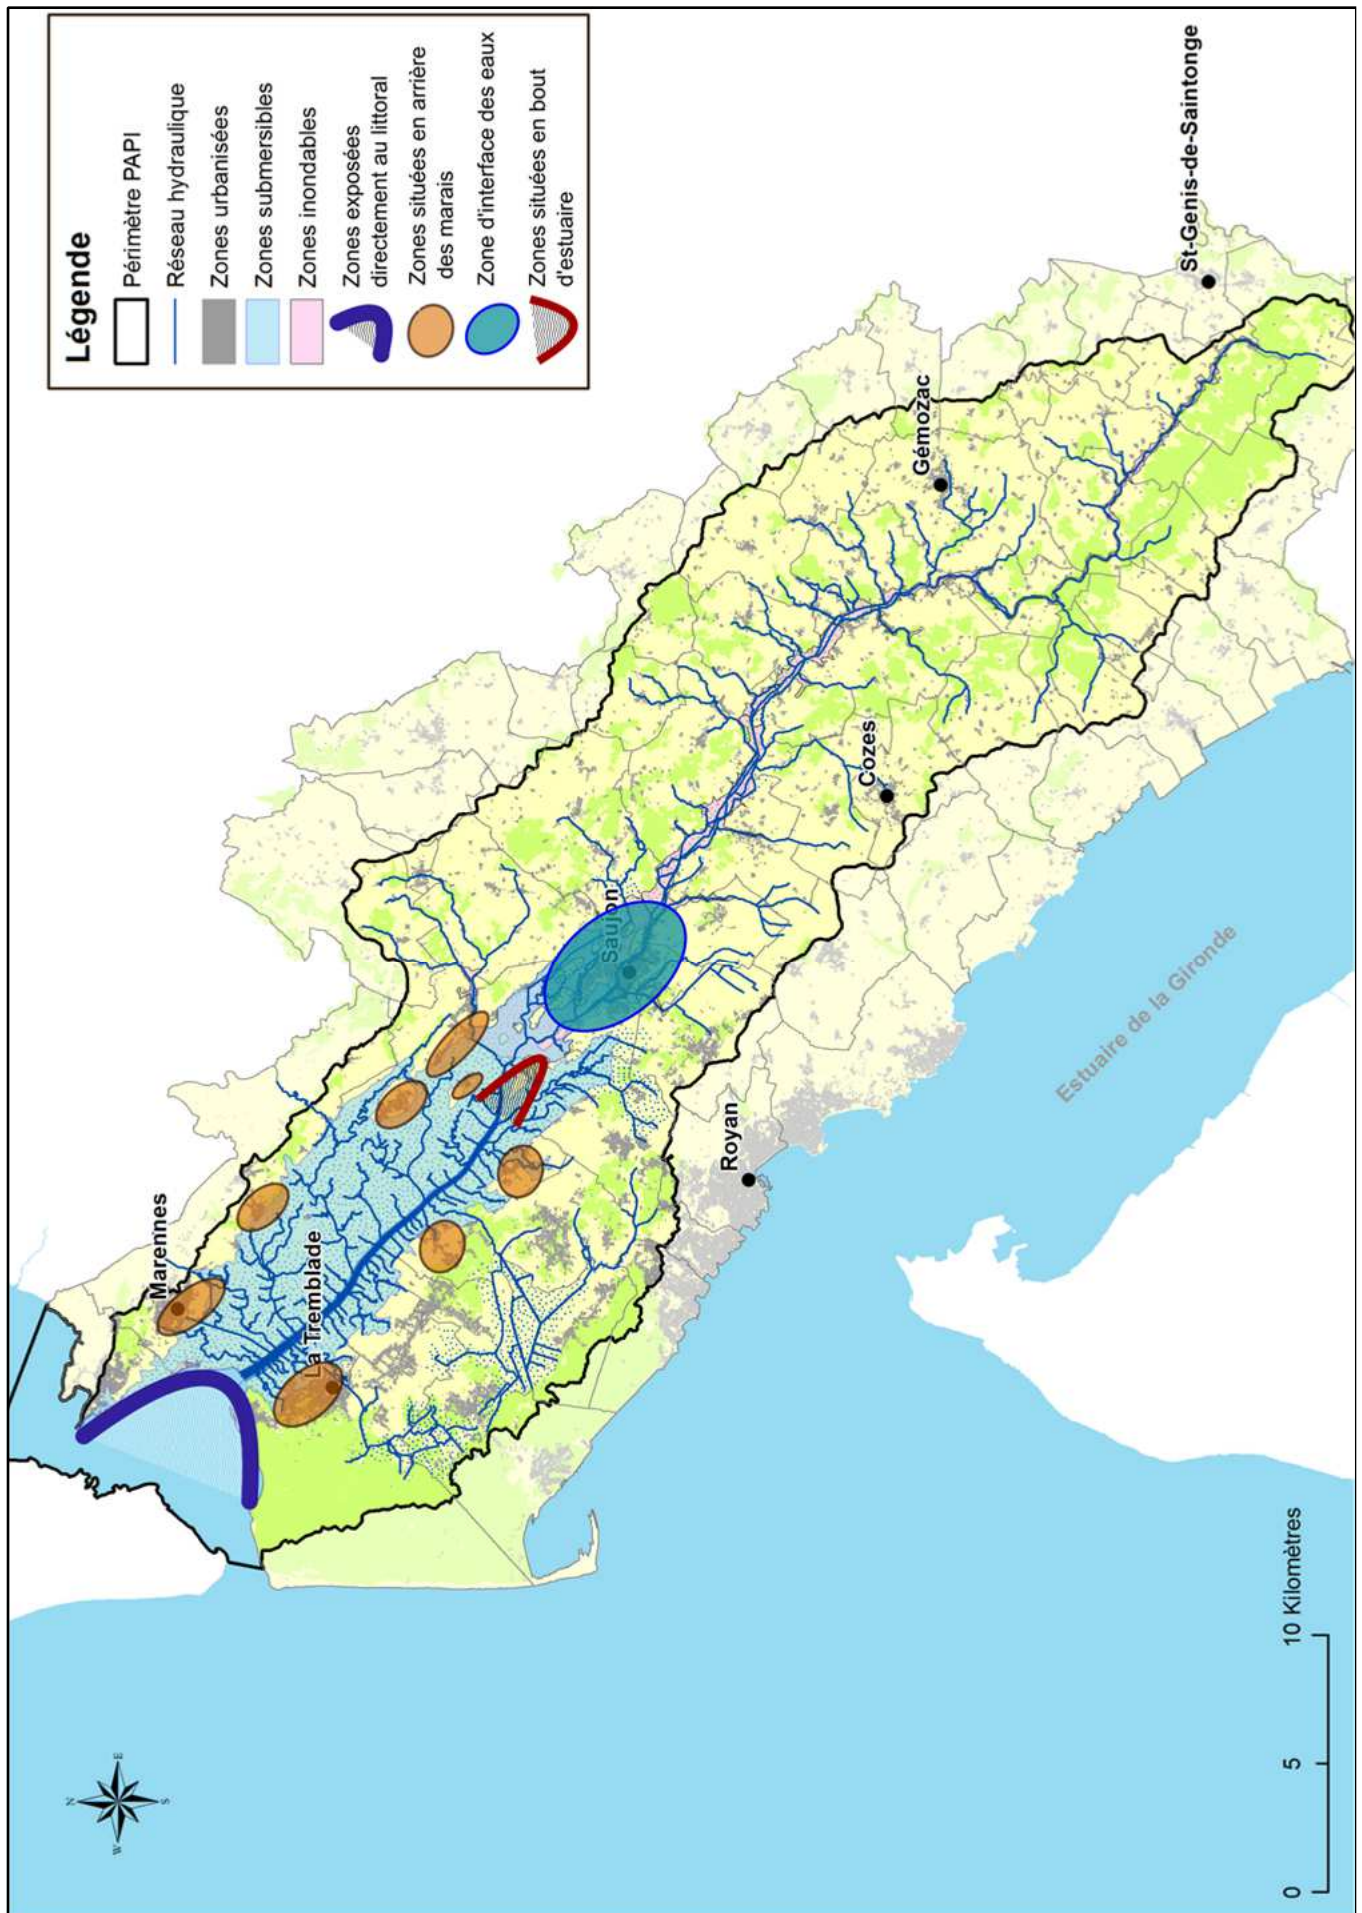 Légende
Périmètre PAPI
Réseau hydraulique
Zones urbanisées
Zones submersibles
Zones inondables
Zones exposées
directement au littoral
Zones situées en arrière
des marais
Zone d'interface des eaux
Zones situées en bout
d'estuaire
N
W
E
S
Marennes
La Tremblade
Saujon
Royan
Cozes
Gémozac
St-Genis-de-Saintonge
Estuaire de la Gironde
0
5
10 Kilomètres